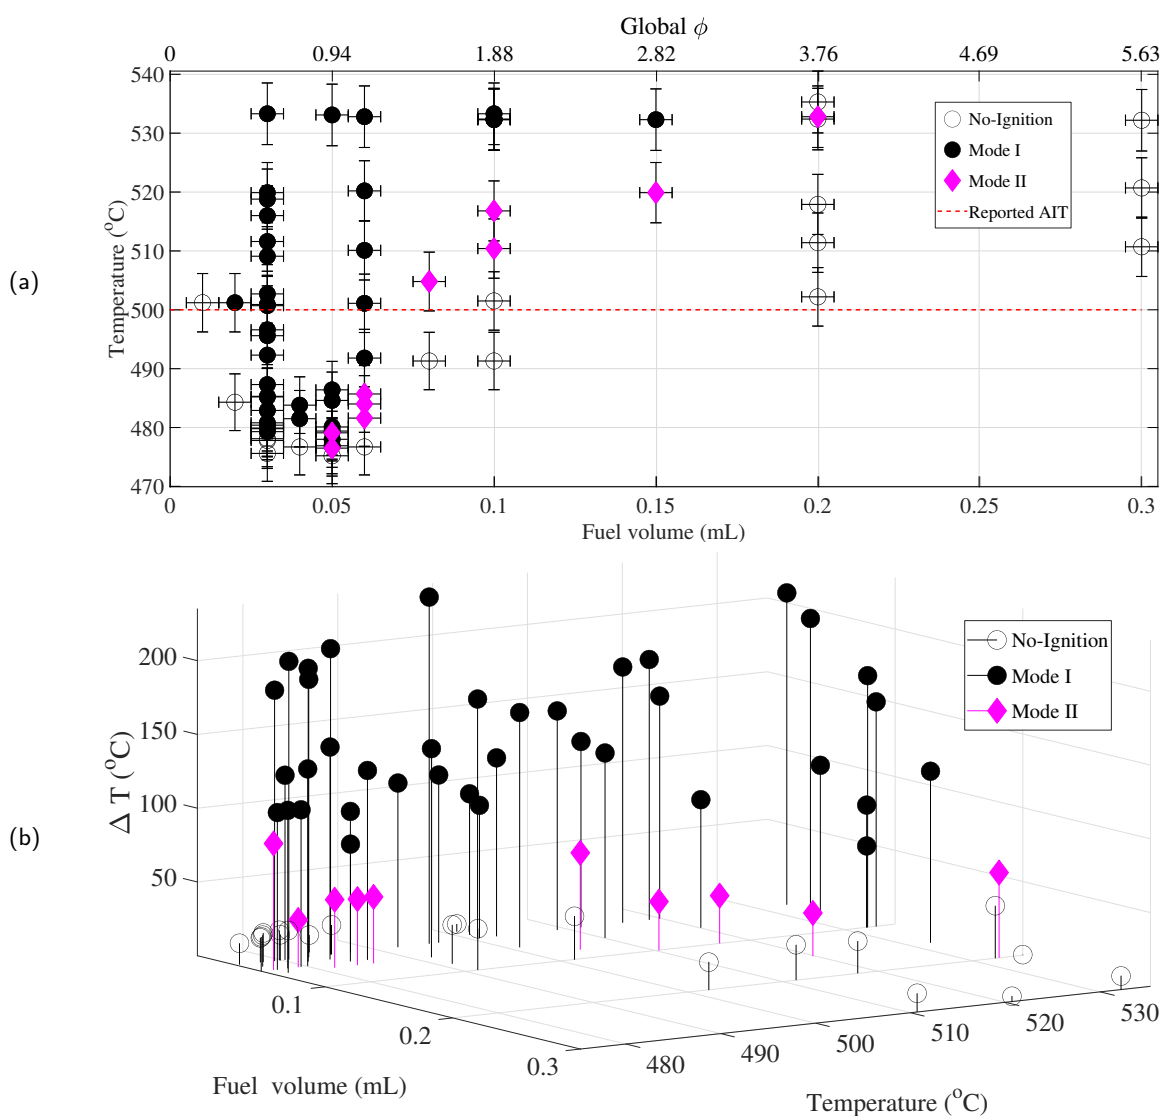 Global ϕ
0 0.94 1.88 2.82 3.76 4.69 5.63
540
530
520
510
500
490
480
470
Temperature (°C)
(a)
No-Ignition
Mode I
Mode II
Reported AIT
0 0.05 0.1 0.15 0.2 0.25 0.3
Fuel volume (mL)
200
150
100
50
Δ T (°C)
(b)
No-Ignition
Mode I
Mode II
0.1
0.2
0.3
480
490
500
510
520
530
Fuel volume (mL)
Temperature (°C)